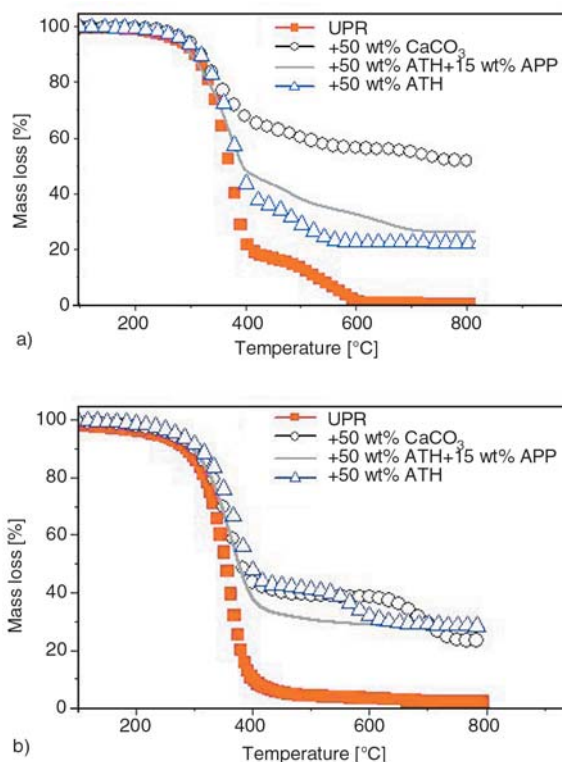 100
80
60
40
20
0
Mass loss [%]
UPR
+50 wt% CaCO₃
+50 wt% ATH+15 wt% APP
+50 wt% ATH
200 400 600 800
Temperature [°C]
a)
100
80
60
40
20
0
Mass loss [%]
UPR
+50 wt% CaCO₃
+50 wt% ATH+15 wt% APP
+50 wt% ATH
200 400 600 800
Temperature [°C]
b)